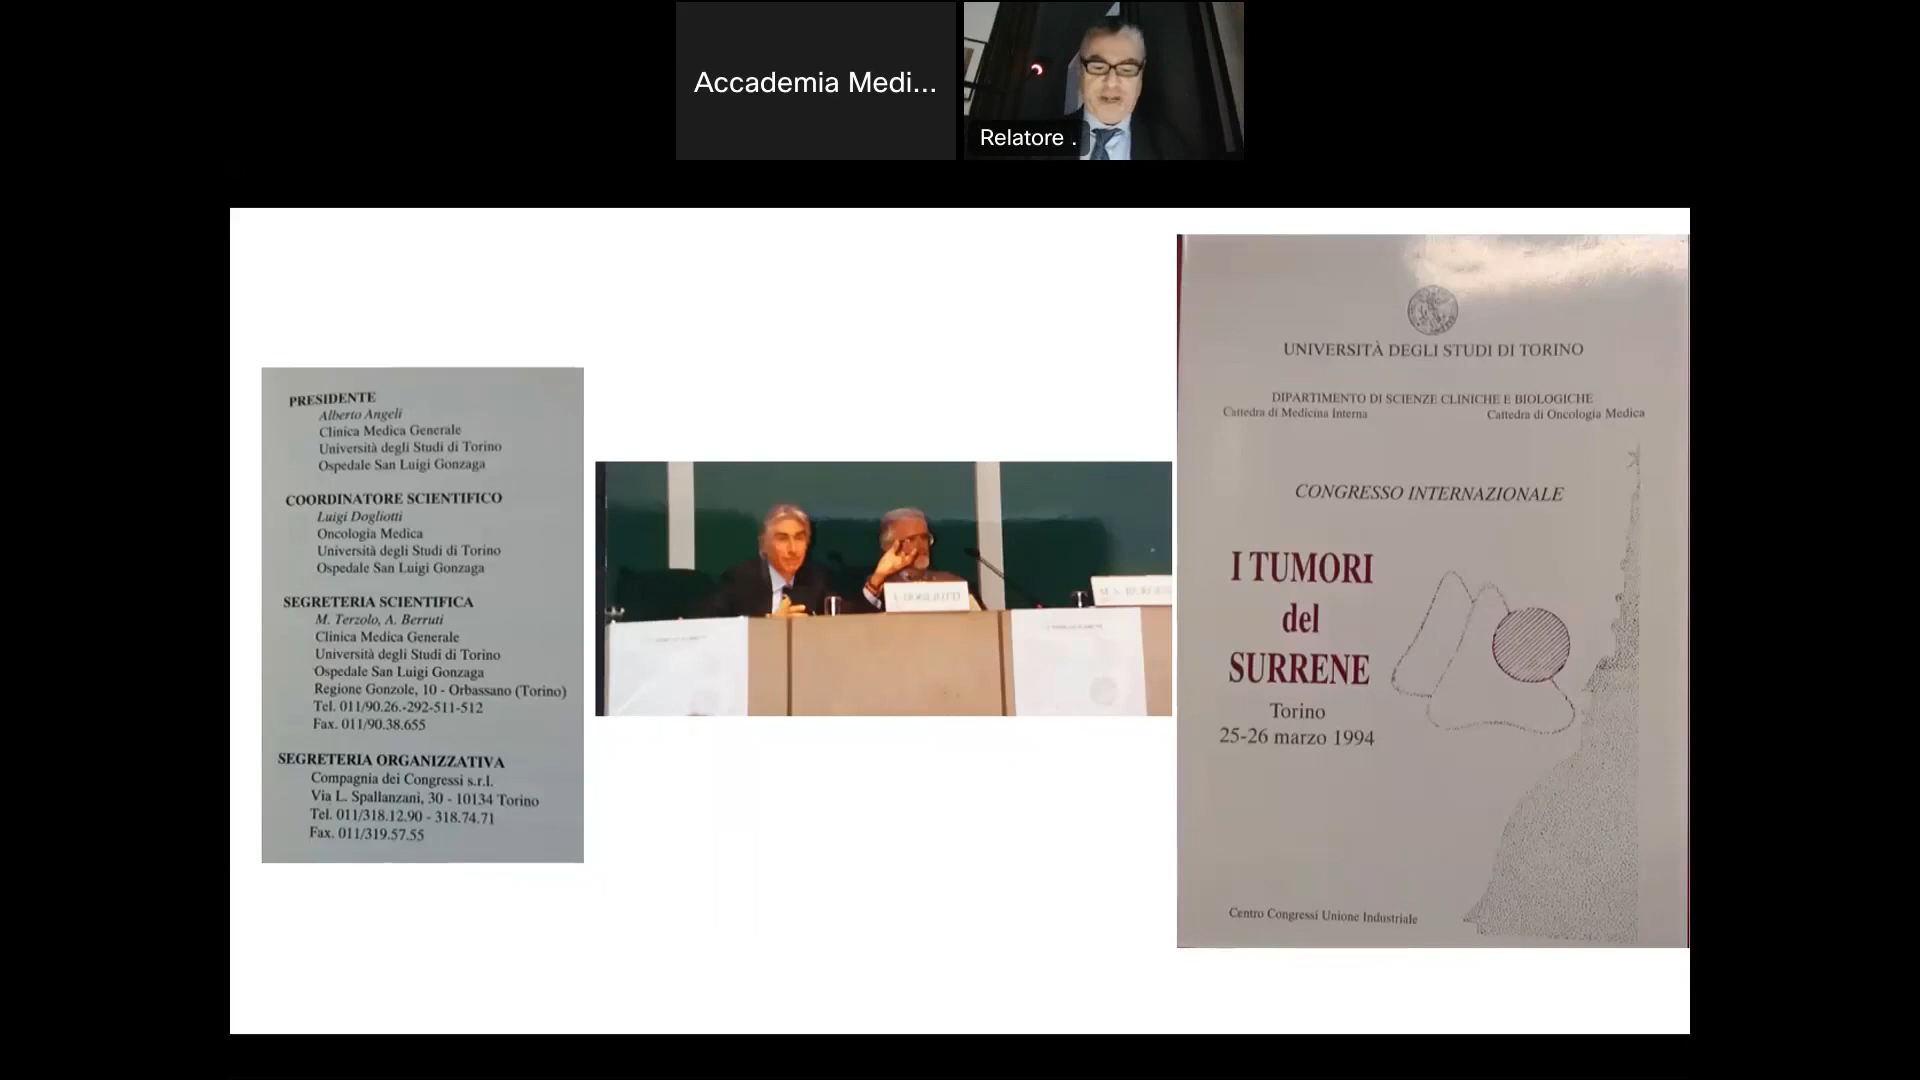 Accademia Medi...
Relatore .
PRESIDENTE
Alberto Angeli
Clinica Medica Generale
Università degli Studi di Torino
Ospedale San Luigi Gonzaga
COORDINATORE SCIENTIFICO
Luigi Dogliotti
Oncologia Medica
Università degli Studi di Torino
Ospedale San Luigi Gonzaga
SEGRETERIA SCIENTIFICA
M. Terzolo, A. Berruti
Clinica Medica Generale
Università degli Studi di Torino
Ospedale San Luigi Gonzaga
Regione Gonzole, 10 - Orbassano (Torino)
Tel. 011/90.26.-292-511-512
Fax. 011/90.38.655
SEGRETERIA ORGANIZZATIVA
Compagnia dei Congressi s.r.l.
Via L. Spallanzani, 30 - 10134 Torino
Tel. 011/318.12.90 - 318.74.71
Fax. 011/319.57.55
DOGLIOTTI
UNIVERSITÀ DEGLI STUDI DI TORINO
DIPARTIMENTO DI SCIENZE CLINICHE E BIOLOGICHE
Cattedra di Medicina Interna Cattedra di Oncologia Medica
CONGRESSO INTERNAZIONALE
I TUMORI
del
SURRENE
Torino
25-26 marzo 1994
Centro Congressi Unione Industriale